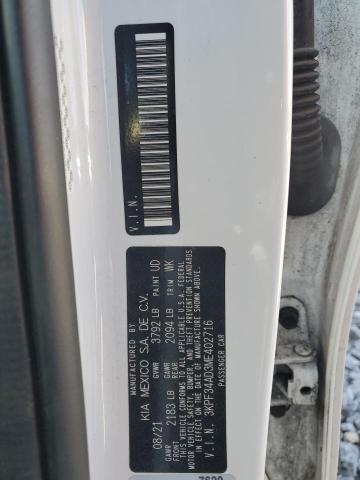 V.I.N.
MANUFACTURED BY
KIA MEXICO S.A. DE C.V.
08/21 GVWR 3792 LB PAINT UD
GAWR FRONT 2183 LB GAWR REAR 2094 LB TRIM WK
THIS VEHICLE CONFORMS TO ALL APPLICABLE U.S.A. FEDERAL
MOTOR VEHICLE SAFETY, BUMPER, AND THEFT PREVENTION STANDARDS
IN EFFECT ON THE DATE OF MANUFACTURE SHOWN ABOVE.
V.I.N. 3KPF34AD3ME402716
PASSENGER CAR